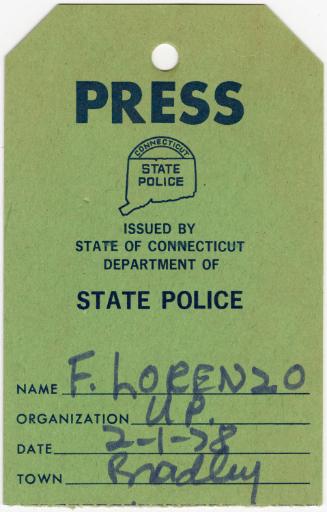 PRESS
CONNECTICUT
STATE
POLICE
ISSUED BY
STATE OF CONNECTICUT
DEPARTMENT OF
STATE POLICE
NAME F. LORENZO
ORGANIZATION U.P.
DATE 2-1-78
TOWN Bradley